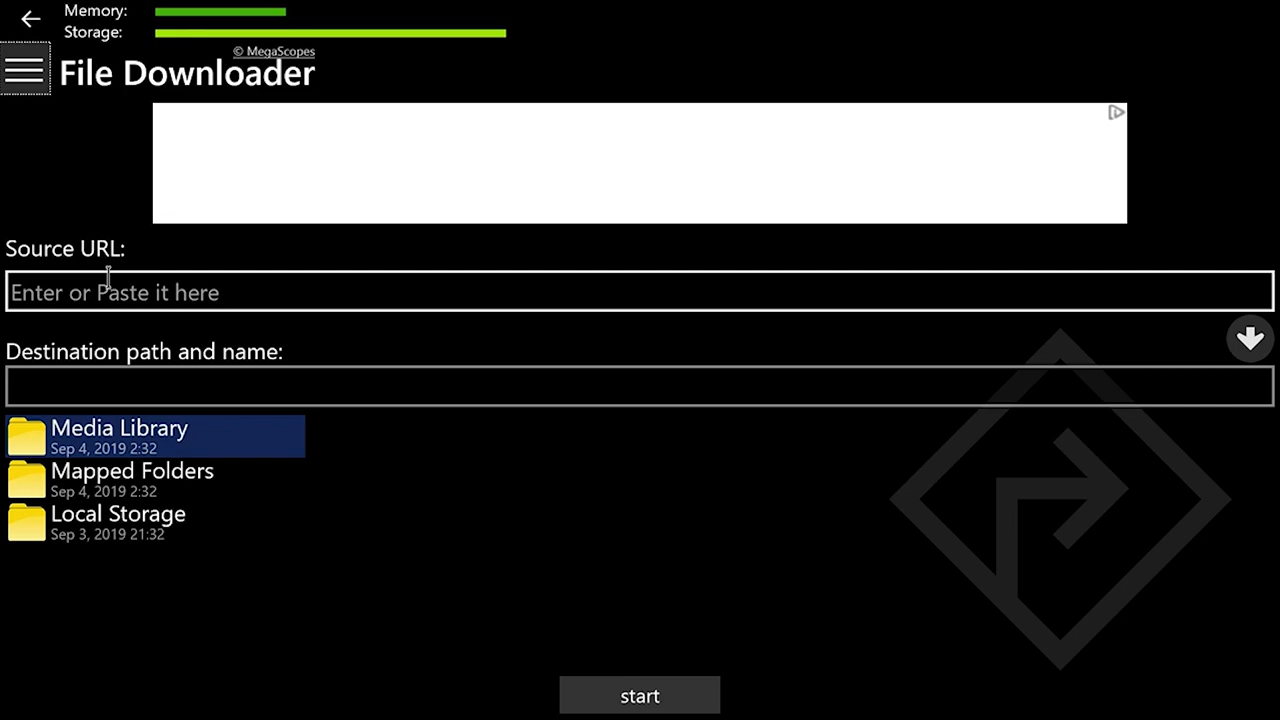 Memory:
Storage:
© MegaScopes
File Downloader
Source URL:
Enter or Paste it here
Destination path and name:
Media Library
Sep 4, 2019 2:32
Mapped Folders
Sep 4, 2019 2:32
Local Storage
Sep 3, 2019 21:32
start